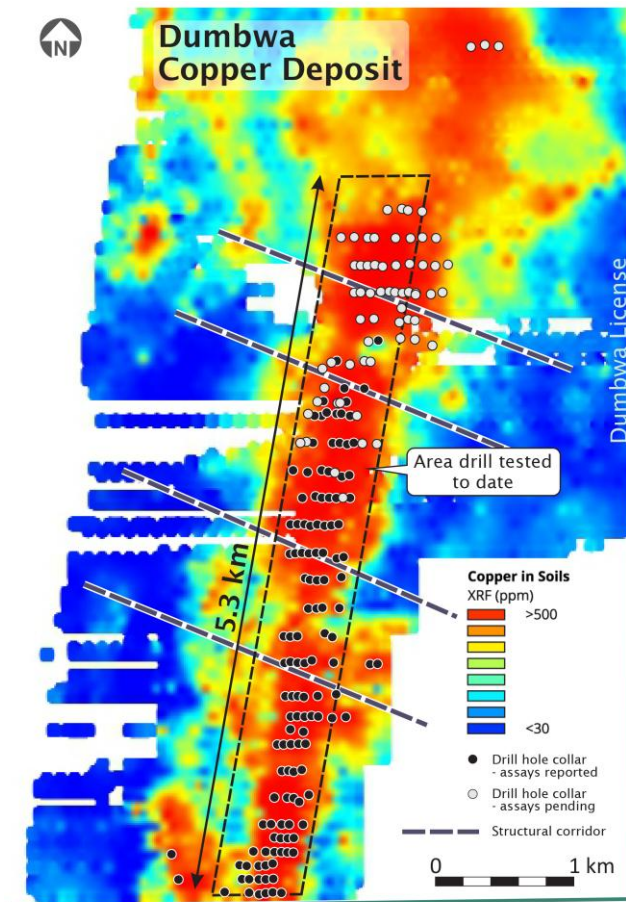 N
Dumbwa
Copper Deposit
Dumbwa License
Area drill tested
to date
5.3 km
Copper in Soils
XRF (ppm)
>500
<30
Drill hole collar
- assays reported
Drill hole collar
- assays pending
Structural corridor
0 1 km